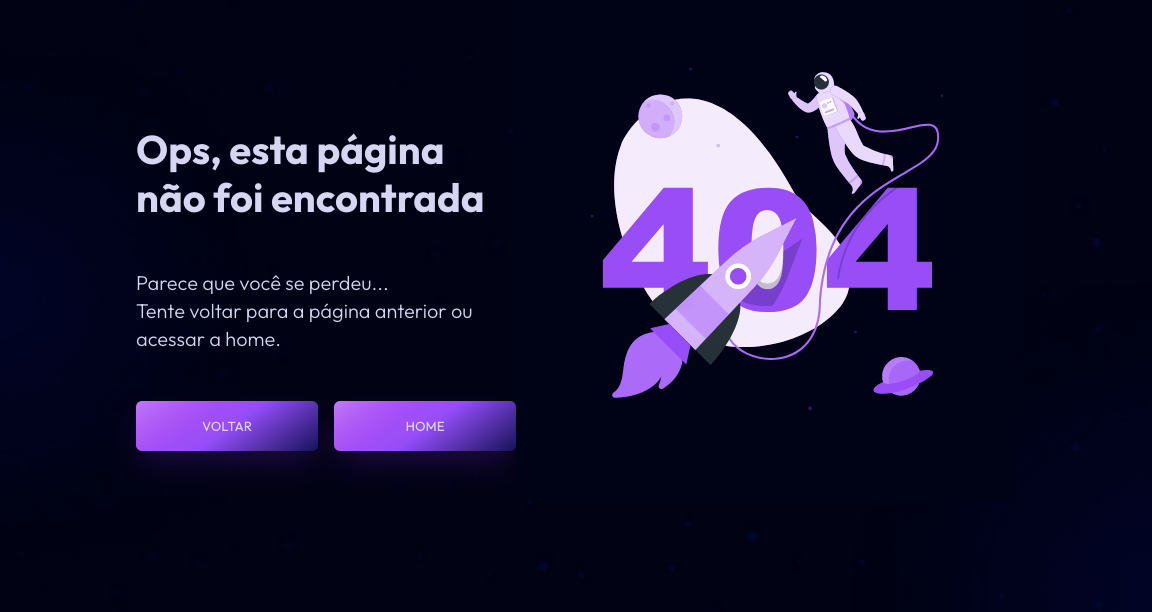 Ops, esta página
não foi encontrada
Parece que você se perdeu...
Tente voltar para a página anterior ou
acessar a home.
VOLTAR
HOME
404